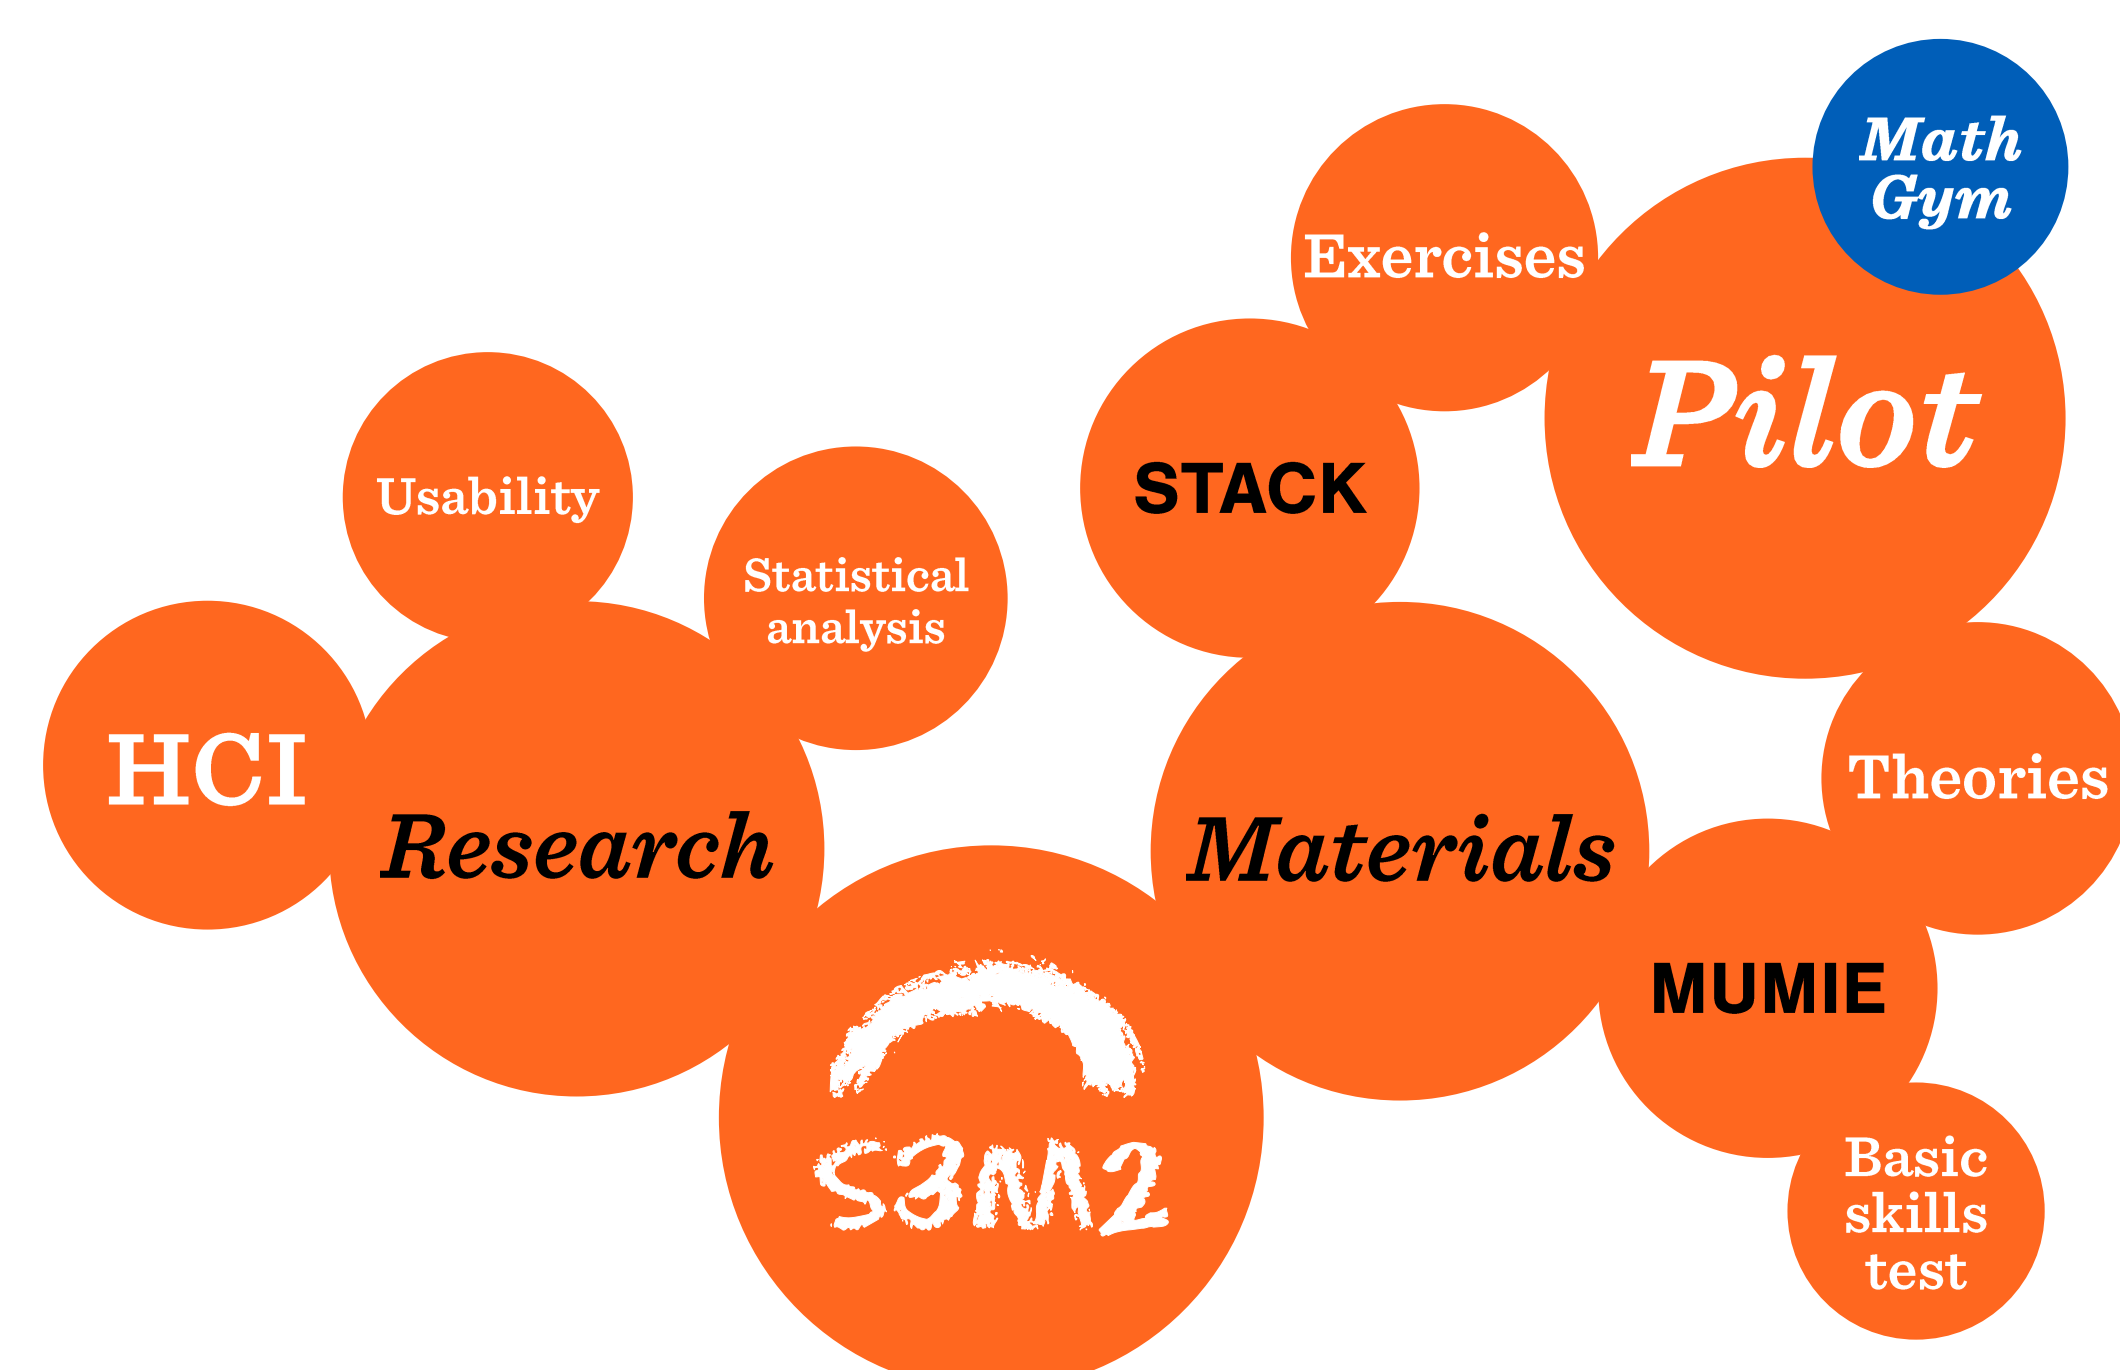 Math
Gym
Exercises
Pilot
STACK
Usability
Statistical
analysis
HCI
Theories
Research
Materials
MUMIE
S3M2
Basic
skills
test